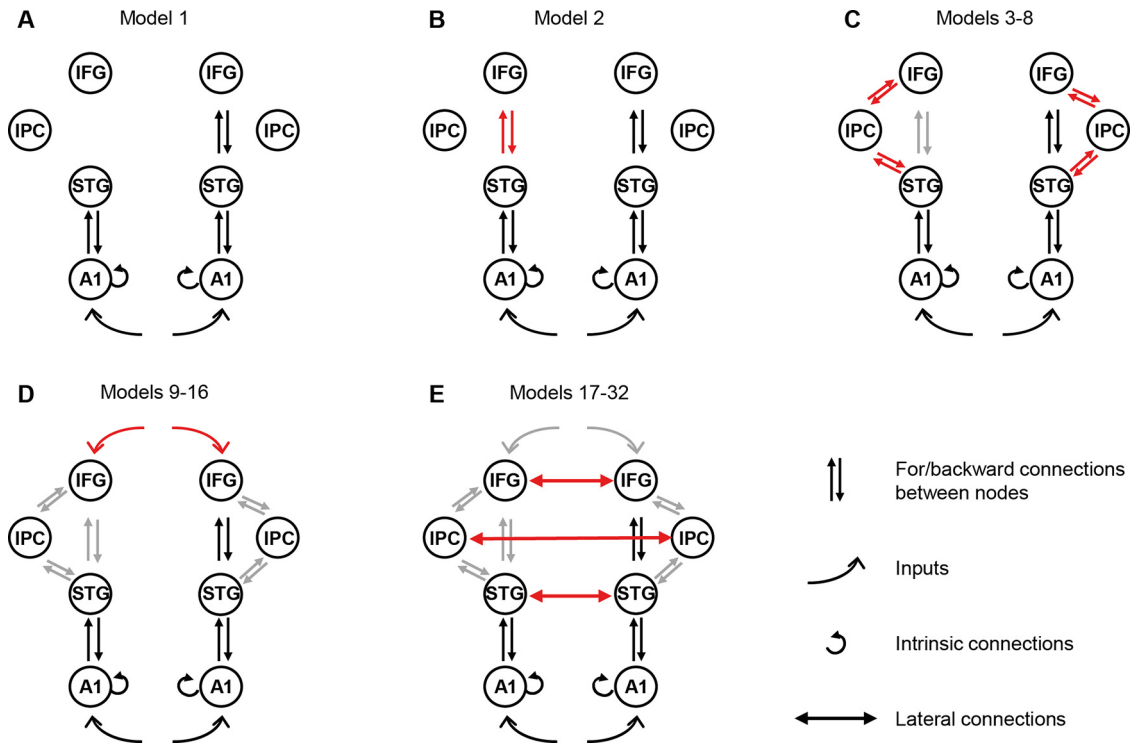 A Model 1
IFG IFG
IPC IPC
STG STG
A1 A1
B Model 2
IFG IFG
IPC IPC
STG STG
A1 A1
C Models 3-8
IFG IFG
IPC IPC
STG STG
A1 A1
D Models 9-16
IFG IFG
IPC IPC
STG STG
A1 A1
E Models 17-32
IFG IFG
IPC IPC
STG STG
A1 A1
For/backward connections
between nodes
Inputs
Intrinsic connections
Lateral connections